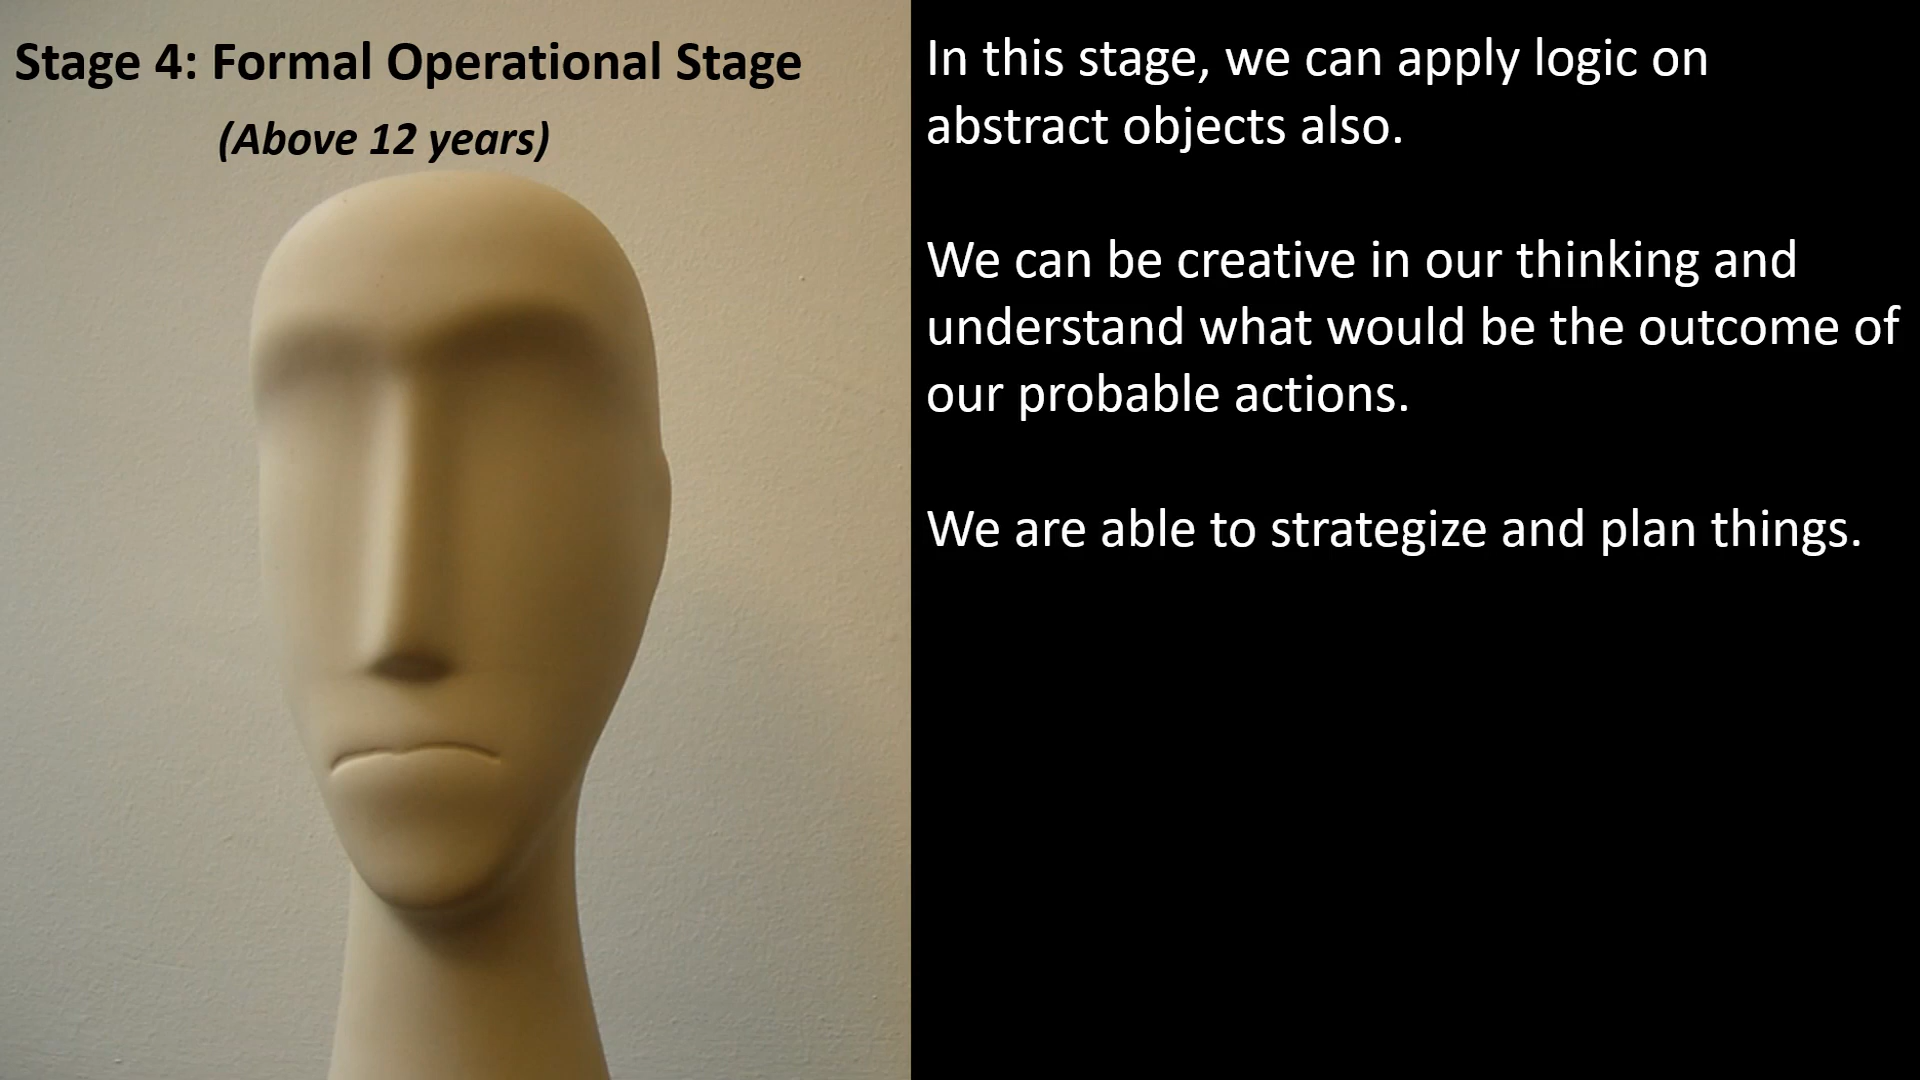 Stage 4: Formal Operational Stage
(Above 12 years)
In this stage, we can apply logic on
abstract objects also.
We can be creative in our thinking and
understand what would be the outcome of
our probable actions.
We are able to strategize and plan things.